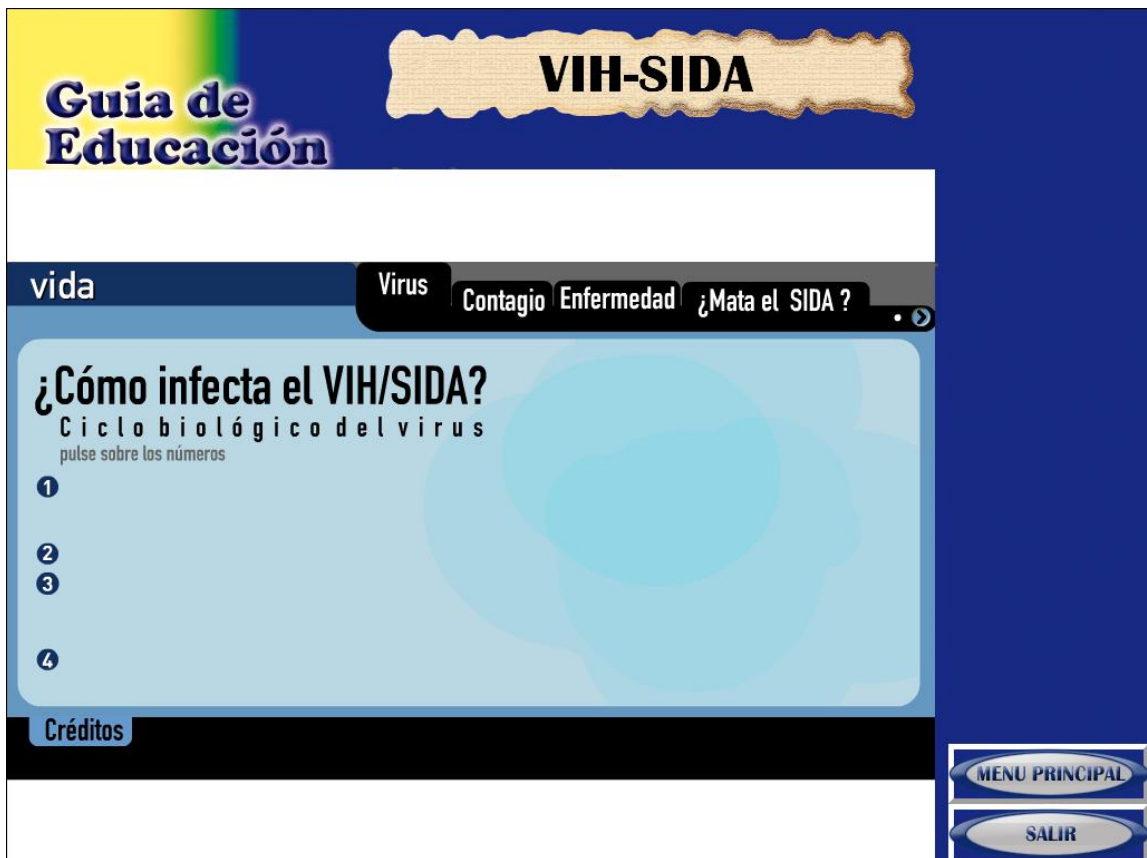 Guia de
Educación
VIH-SIDA
vida
Virus
Contagio
Enfermedad
¿Mata el SIDA ?
¿Cómo infecta el VIH/SIDA?
Ciclo biológico del virus
pulse sobre los números
1
2
3
4
Créditos
MENU PRINCIPAL
SALIR